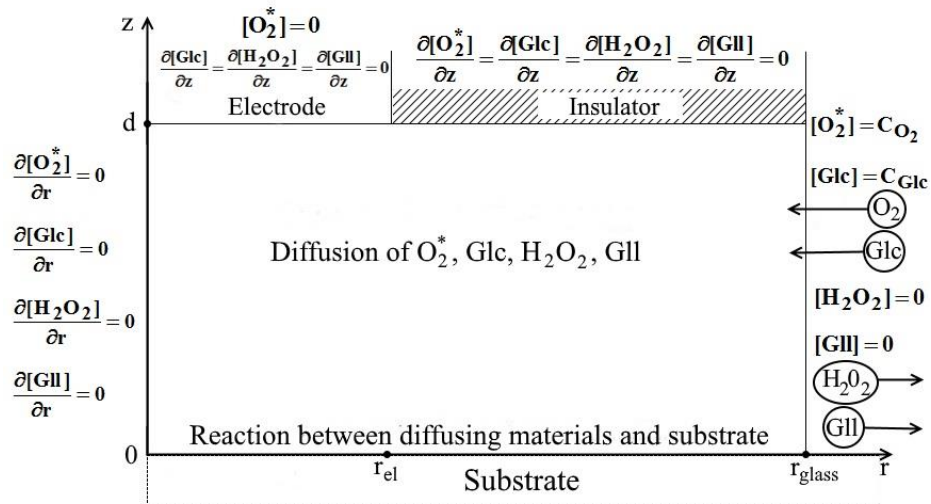 z
[O₂*]=0
∂[Glc]/∂z = ∂[H₂O₂]/∂z = ∂[Gll]/∂z = 0
∂[O₂*]/∂z = ∂[Glc]/∂z = ∂[H₂O₂]/∂z = ∂[Gll]/∂z = 0
Electrode
Insulator
d
[O₂*]=C_O₂
∂[O₂*]/∂r = 0
[Glc]=C_Glc
O₂
∂[Glc]/∂r = 0
Diffusion of O₂*, Glc, H₂O₂, Gll
Glc
∂[H₂O₂]/∂r = 0
[H₂O₂]=0
[Gll]=0
∂[Gll]/∂r = 0
H₂0₂
Reaction between diffusing materials and substrate
Gll
0
r_el
r_glass
r
Substrate